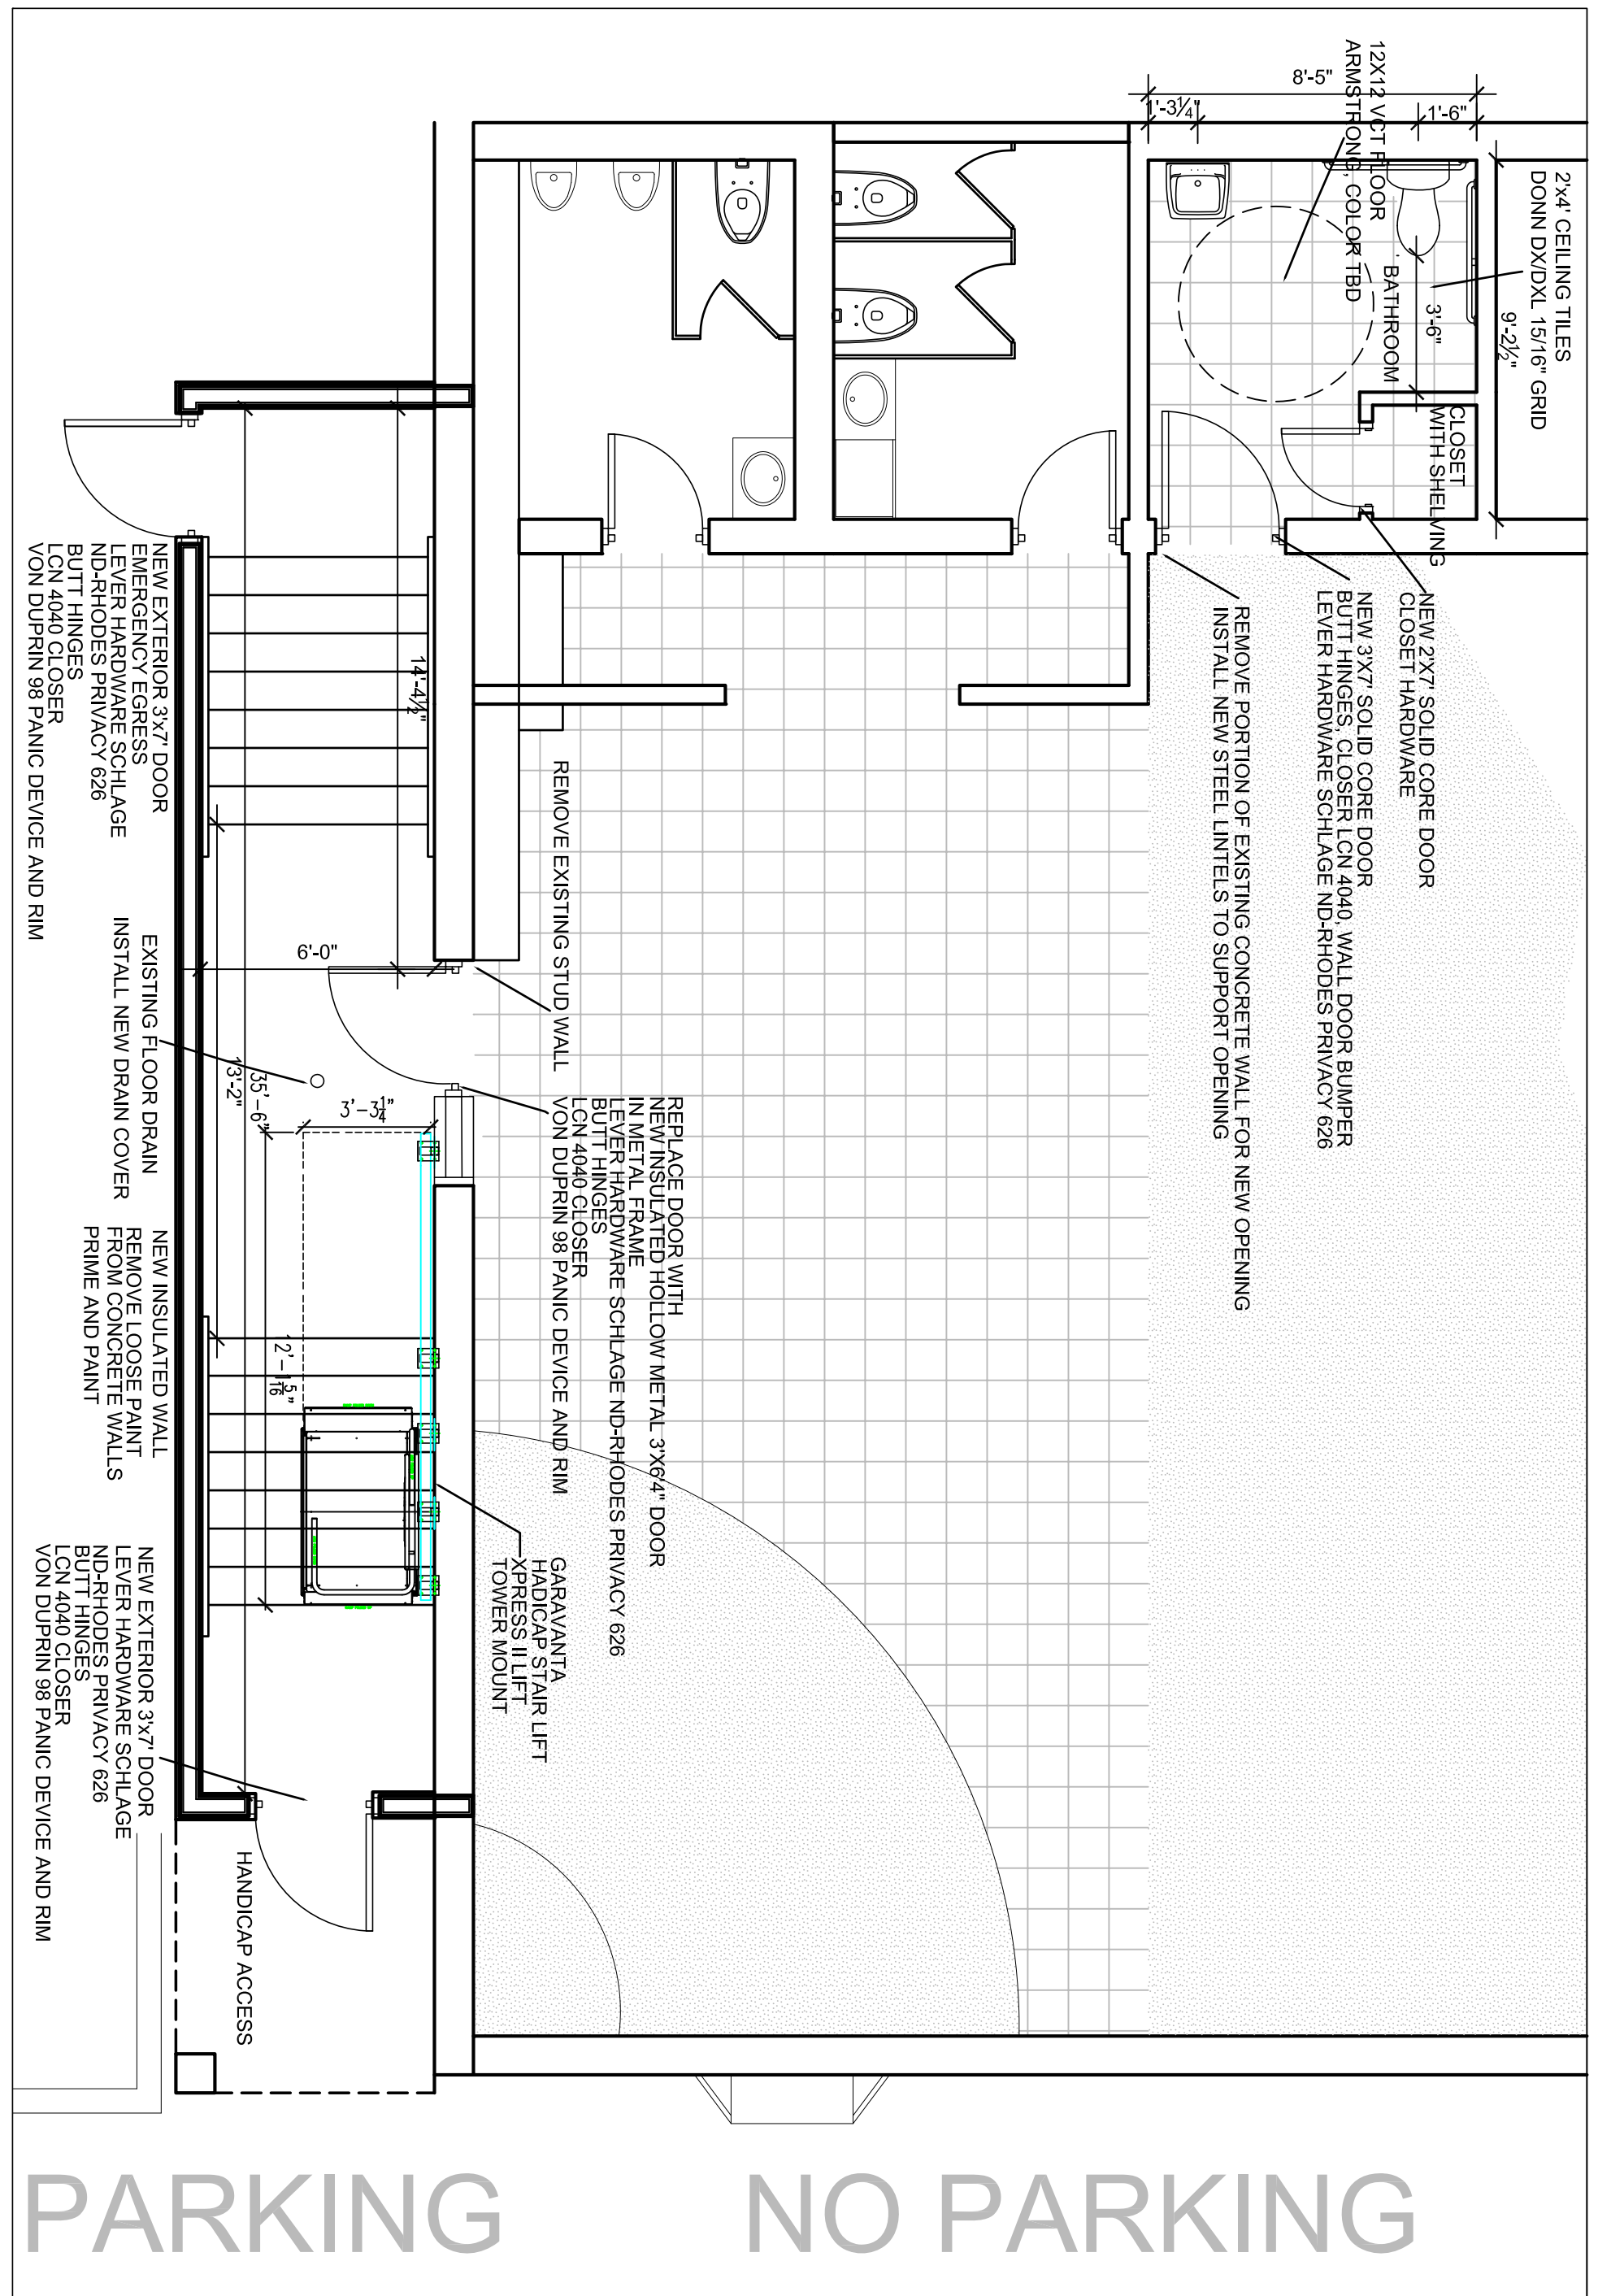 2'x4' CEILING TILES
DONN DX/DXL 15/16" GRID
9'-2½"
12X12 VCT FLOOR
ARMSTRONG, COLOR TBD
8'-5"
1'-3¼"
1'-6"
BATHROOM
3'-6"
CLOSET
WITH SHELVING
NEW 2'X7' SOLID CORE DOOR
CLOSET HARDWARE
NEW 3'X7' SOLID CORE DOOR
BUTT HINGES, CLOSER LCN 4040, WALL DOOR BUMPER
LEVER HARDWARE SCHLAGE ND-RHODES PRIVACY 626
REMOVE PORTION OF EXISTING CONCRETE WALL FOR NEW OPENING
INSTALL NEW STEEL LINTELS TO SUPPORT OPENING
REMOVE EXISTING STUD WALL
REPLACE DOOR WITH
NEW INSULATED HOLLOW METAL 3'X6'4" DOOR
IN METAL FRAME
LEVER HARDWARE SCHLAGE ND-RHODES PRIVACY 626
BUTT HINGES
LCN 4040 CLOSER
VON DUPRIN 98 PANIC DEVICE AND RIM
GARAVANTA
HADICAP STAIR LIFT
XPRESS II LIFT
TOWER MOUNT
14'-4½"
6'-0"
3'-3¼"
13'-2"
35'-6"
12'-1 5/16"
NEW EXTERIOR 3'x7' DOOR
EMERGENCY EGRESS
LEVER HARDWARE SCHLAGE
ND-RHODES PRIVACY 626
BUTT HINGES
LCN 4040 CLOSER
VON DUPRIN 98 PANIC DEVICE AND RIM
EXISTING FLOOR DRAIN
INSTALL NEW DRAIN COVER
NEW INSULATED WALL
REMOVE LOOSE PAINT
FROM CONCRETE WALLS
PRIME AND PAINT
NEW EXTERIOR 3'x7' DOOR
LEVER HARDWARE SCHLAGE
ND-RHODES PRIVACY 626
BUTT HINGES
LCN 4040 CLOSER
VON DUPRIN 98 PANIC DEVICE AND RIM
HANDICAP ACCESS
PARKING
NO PARKING